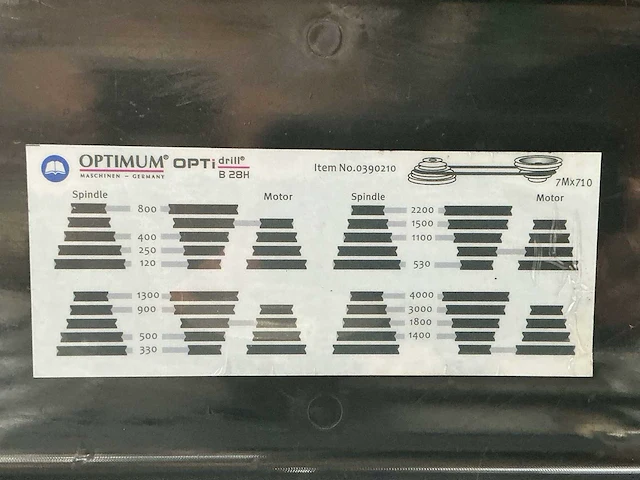 OPTIMUM® OPTi drill®
MASCHINEN - GERMANY B 28H
Item No.0390210
7Mx710
Spindle Motor Spindle Motor
800 2200
1500
400 1100
250
120 530
1300 4000
900 3000
1800
500 1400
330